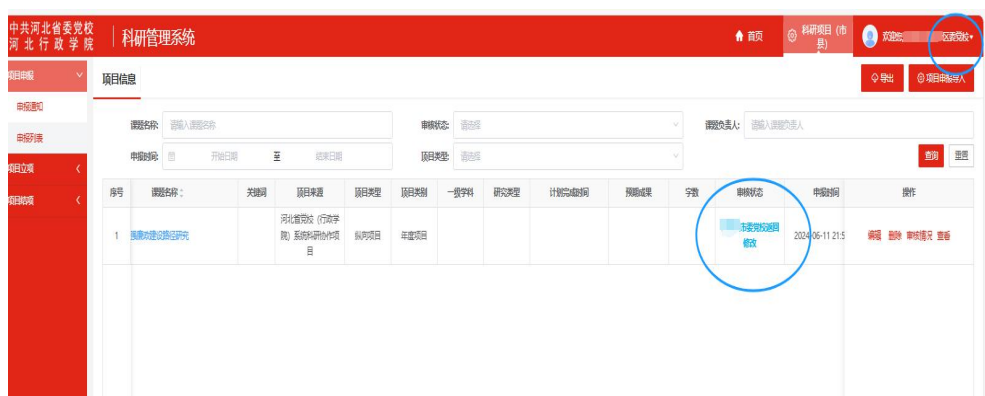 中共河北省委党校
河北行政学院
科研管理系统
首页
科研项目（市
县）
欢迎您
区委党校
项目申报
申报通知
申报列表
项目立项
项目结项
项目信息
导出
项目申报导入
课题名称: 请输入课题名称
审核状态: 请选择
课题负责人: 请输入课题负责人
申报时间: 开始日期 至 结束日期
项目类型: 请选择
查询 重置
序号 课题名称 关键词 项目来源 项目类型 项目类别 一级学科 研究类型 计划完成时间 预期成果 字数 审核状态 申报时间 操作
1
建设路径研究
河北省党校（行政学
院）系统科研协作项
目
纵向项目
年度项目
市委党校返回
修改
2024-06-11 21:5
编辑 删除 审核情况 查看